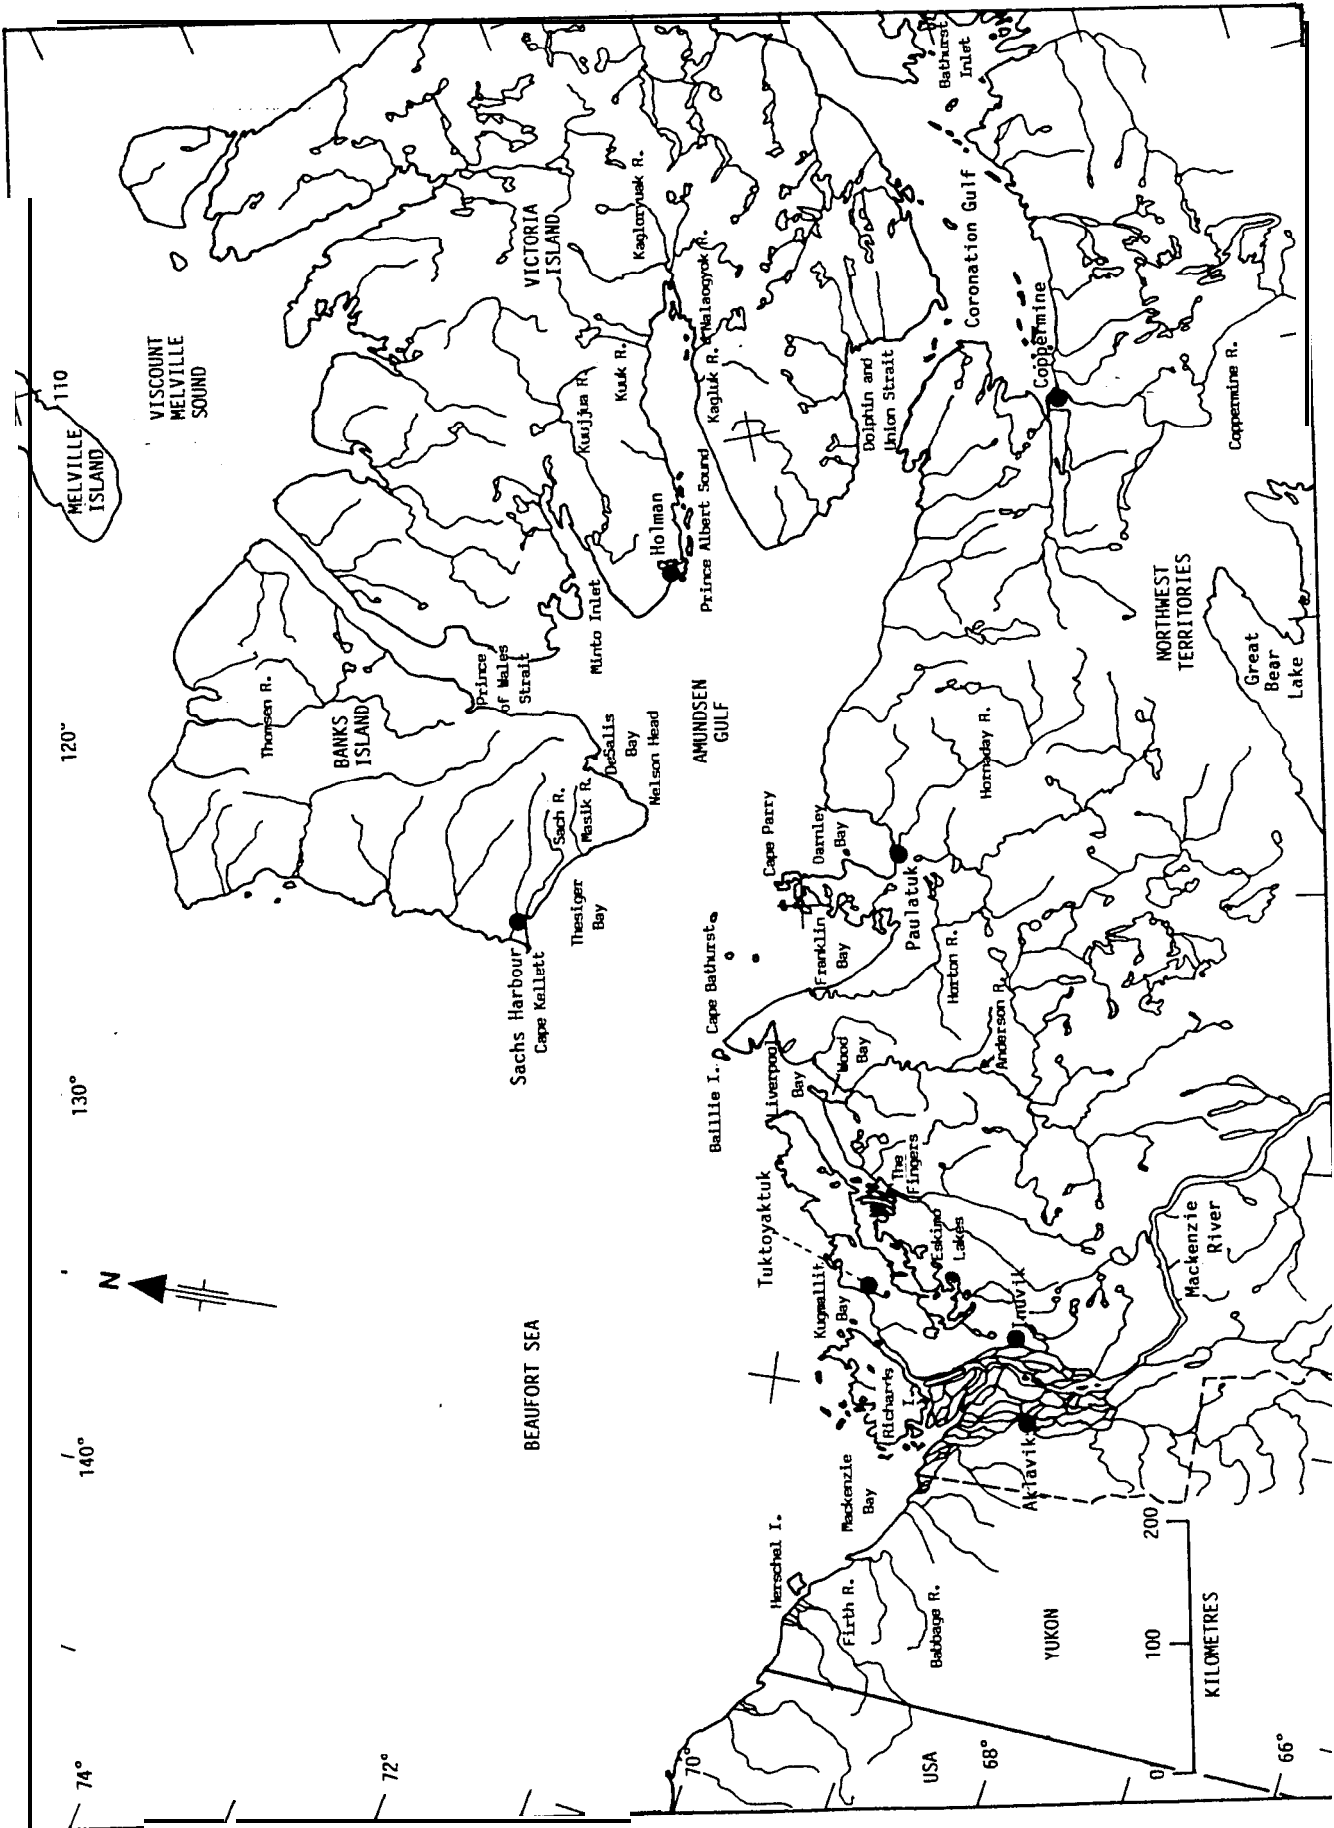 74°
72°
70°
68°
66°
140°
130°
120°
110
N
MELVILLE
ISLAND
VISCOUNT
MELVILLE
SOUND
BANKS
ISLAND
Thomsen R.
Prince
of Wales
Strait
DeSalis
Bay
Nelson Head
Sach R.
Masik R.
Thesiger
Bay
Sachs Harbour
Cape Kellett
VICTORIA
ISLAND
Kagloryuak R.
Kuujjua R.
Kuuk R.
Nalaogyok R.
Kagluk R.
Minto Inlet
Holman
Prince Albert Sound
AMUNDSEN
GULF
BEAUFORT SEA
Dolphin and
Union Strait
Coronation Gulf
Bathurst
Inlet
Coppermine
Coppermine R.
NORTHWEST
TERRITORIES
Great
Bear
Lake
Cape Parry
Darnley
Bay
Paulatuk
Hornaday R.
Franklin
Bay
Horton R.
Anderson R.
Cape Bathurst
Baillie I.
Liverpool
Bay
Wood
Bay
The
Fingers
Eskimo
Lakes
Tuktoyaktuk
Kugmallit
Bay
Inuvik
Mackenzie
River
Richards
I.
Mackenzie
Bay
Aklavik
Herschel I.
Firth R.
Babbage R.
YUKON
USA
0
100
200
KILOMETRES